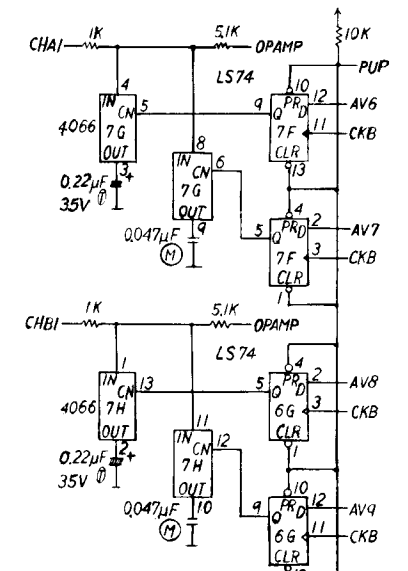 1K
5.1K
10K
CHA1
OPAMP
LS74
PUP
4
10
IN
CN
5
9
PR
D
12
AV6
4066
7G
Q
7F
11
CKB
OUT
8
CLR
3
+
IN
CN
6
13
0.22µF
35V
T
7G
OUT
4
PR
D
2
AV7
0.047µF
9
5
Q
7F
3
CKB
M
CLR
1
1K
5.1K
CHB1
OPAMP
LS74
1
4
IN
CN
13
5
PR
D
2
AV8
4066
7H
Q
6G
3
CKB
OUT
11
CLR
2
+
IN
CN
12
1
0.22µF
35V
T
7H
OUT
10
PR
D
12
AV9
0.047µF
10
9
Q
6G
11
CKB
M
CLR